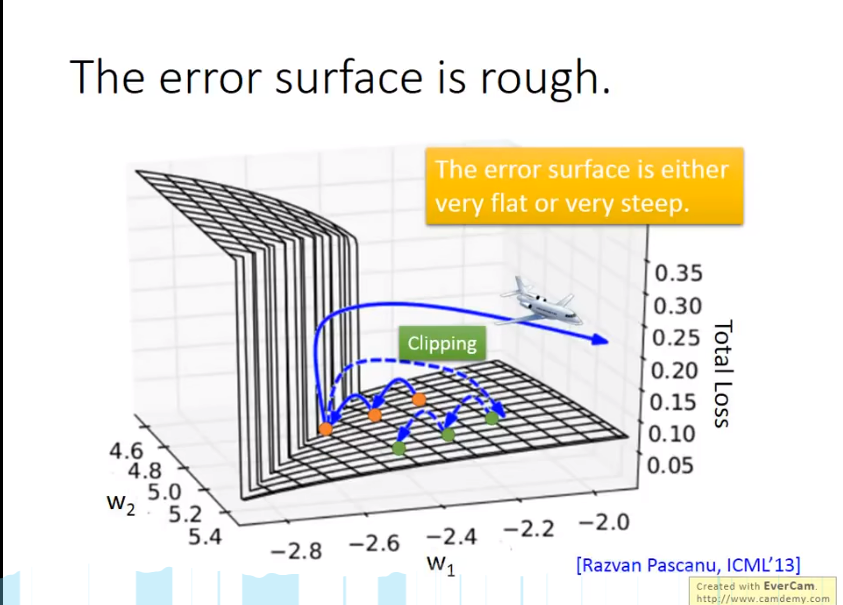 The error surface is rough.
The error surface is either
very flat or very steep.
Clipping
0.35
0.30
0.25
0.20
0.15
0.10
0.05
Total Loss
4.6
4.8
5.0
5.2
5.4
w2
−2.8
−2.6
−2.4
−2.2
−2.0
w1
[Razvan Pascanu, ICML’13]
Created with EverCam.
http://www.camdemy.com